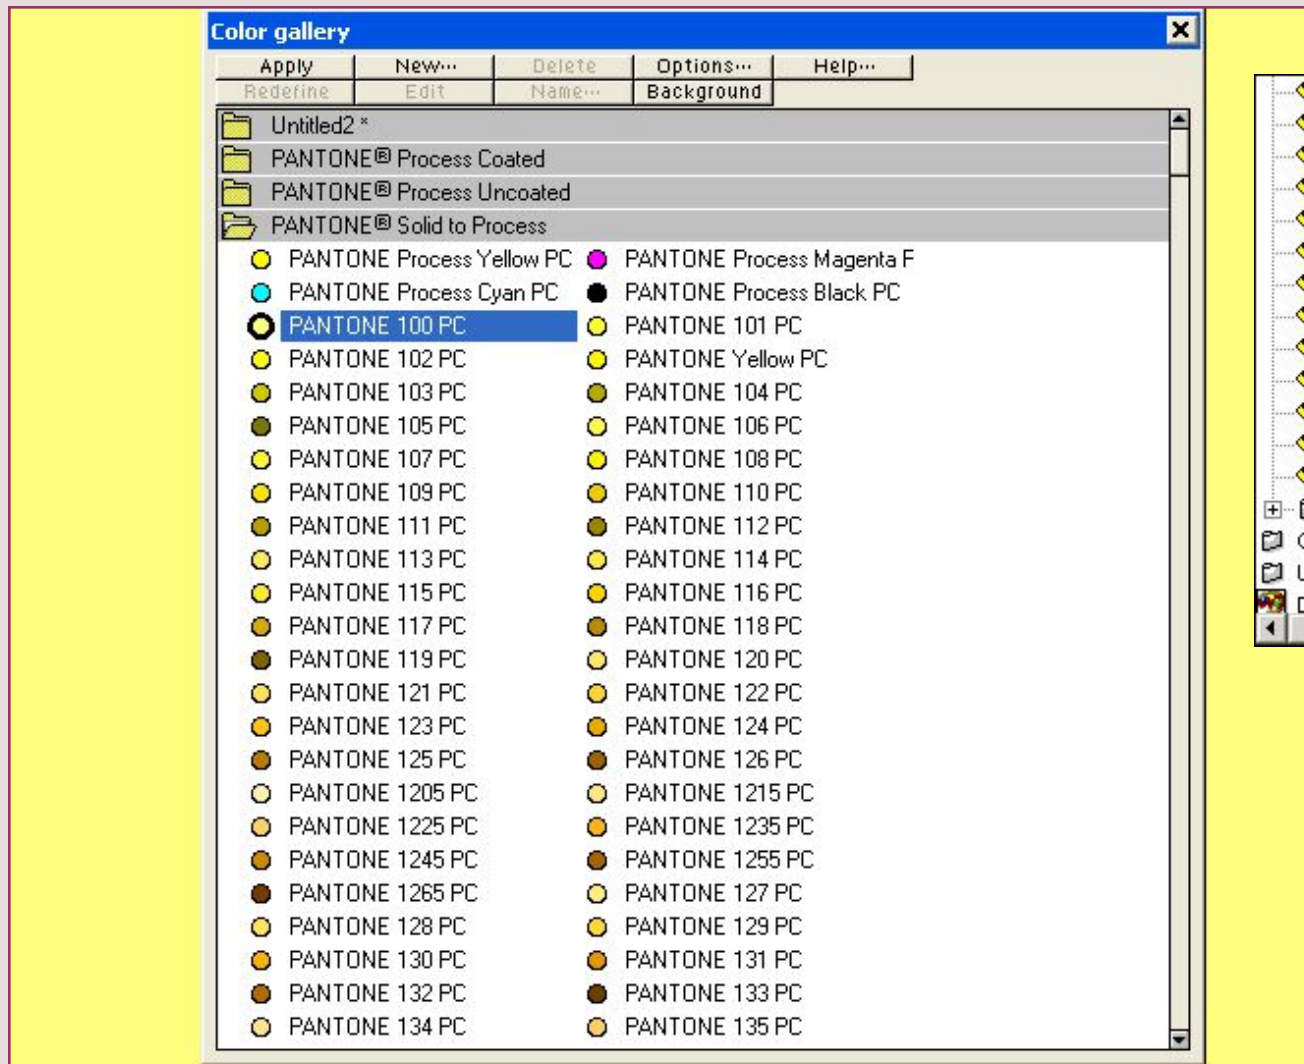 Color gallery
Apply New... Delete Options... Help...
Redefine Edit Name... Background
Untitled2 *
PANTONE® Process Coated
PANTONE® Process Uncoated
PANTONE® Solid to Process
PANTONE Process Yellow PC PANTONE Process Magenta F
PANTONE Process Cyan PC PANTONE Process Black PC
PANTONE 100 PC PANTONE 101 PC
PANTONE 102 PC PANTONE Yellow PC
PANTONE 103 PC PANTONE 104 PC
PANTONE 105 PC PANTONE 106 PC
PANTONE 107 PC PANTONE 108 PC
PANTONE 109 PC PANTONE 110 PC
PANTONE 111 PC PANTONE 112 PC
PANTONE 113 PC PANTONE 114 PC
PANTONE 115 PC PANTONE 116 PC
PANTONE 117 PC PANTONE 118 PC
PANTONE 119 PC PANTONE 120 PC
PANTONE 121 PC PANTONE 122 PC
PANTONE 123 PC PANTONE 124 PC
PANTONE 125 PC PANTONE 126 PC
PANTONE 1205 PC PANTONE 1215 PC
PANTONE 1225 PC PANTONE 1235 PC
PANTONE 1245 PC PANTONE 1255 PC
PANTONE 1265 PC PANTONE 127 PC
PANTONE 128 PC PANTONE 129 PC
PANTONE 130 PC PANTONE 131 PC
PANTONE 132 PC PANTONE 133 PC
PANTONE 134 PC PANTONE 135 PC